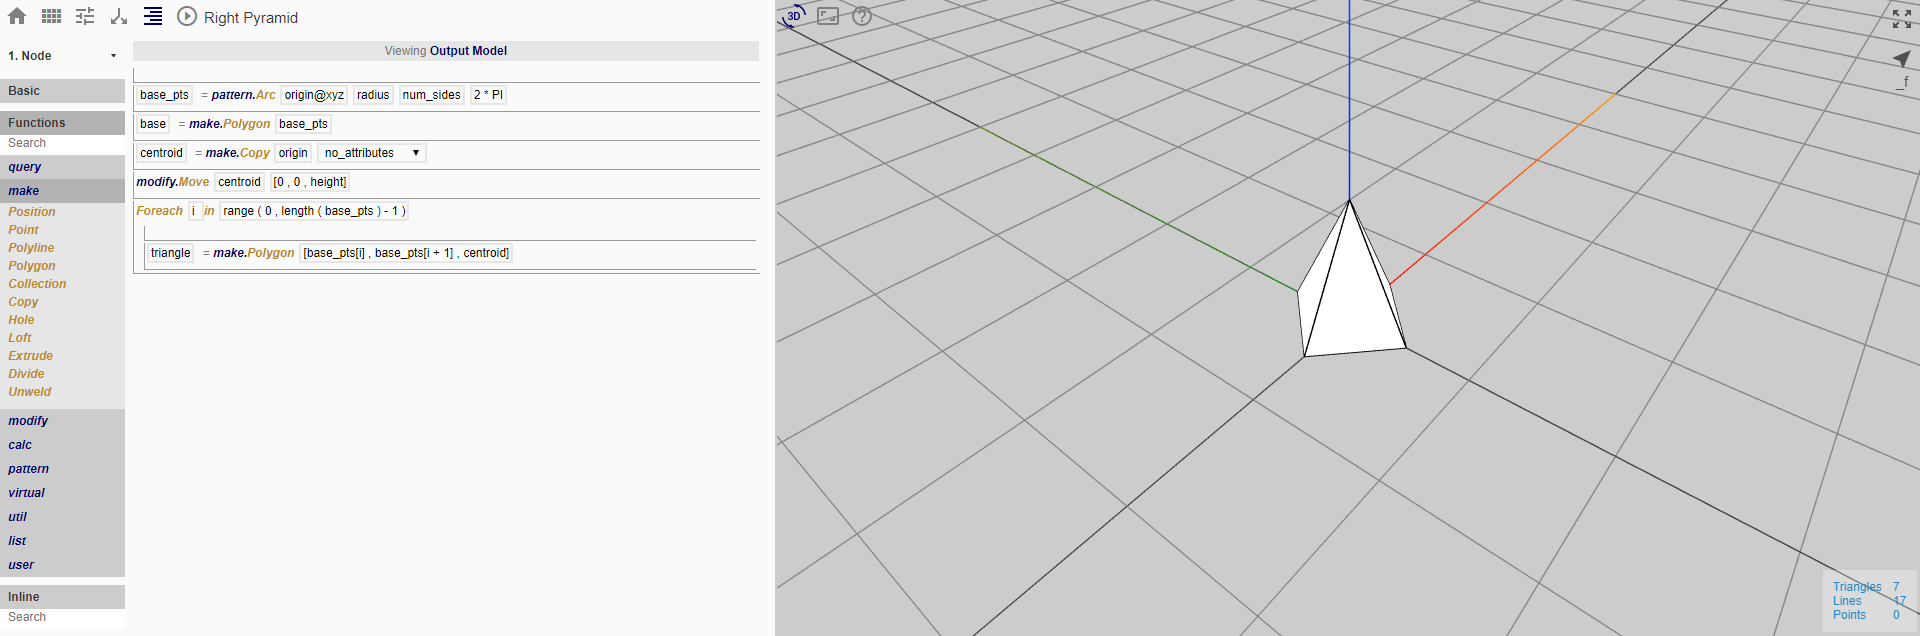 Right Pyramid
1. Node
Basic
Functions
Search
query
make
Position
Point
Polyline
Polygon
Collection
Copy
Hole
Loft
Extrude
Divide
Unweld
modify
calc
pattern
virtual
util
list
user
Inline
Search
Viewing Output Model
base_pts = pattern.Arc origin@xyz radius num_sides 2 * PI
base = make.Polygon base_pts
centroid = make.Copy origin no_attributes
modify.Move centroid [0 , 0 , height]
Foreach i in range ( 0 , length ( base_pts ) - 1 )
triangle = make.Polygon [base_pts[i] , base_pts[i + 1] , centroid]
3D
?
_f
Triangles 7
Lines 17
Points 0